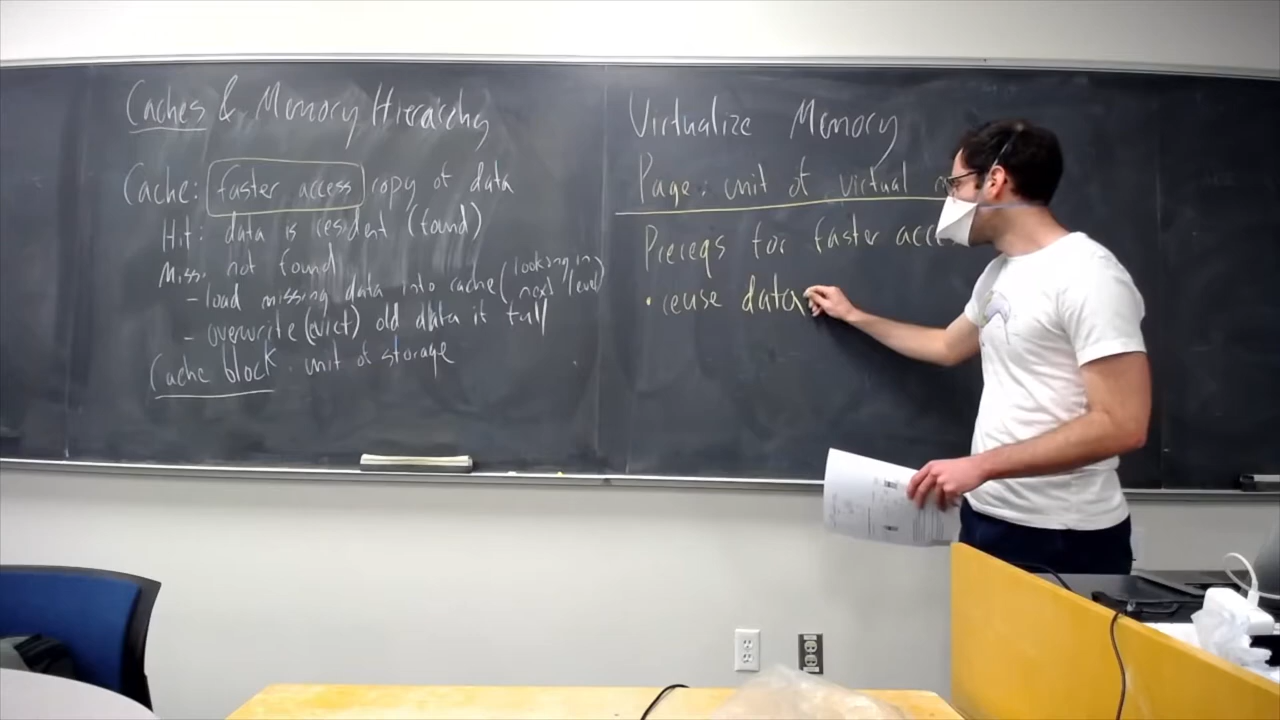 Caches & Memory Hierarchy
Cache: faster access copy of data
Hit: data is resident (found)
Miss: not found
- load missing data into cache (looking in next level)
- overwrite (evict) old data if full
Cache block: unit of storage
Virtualize Memory
Page: unit of virtual
Prereqs for faster
• reuse data